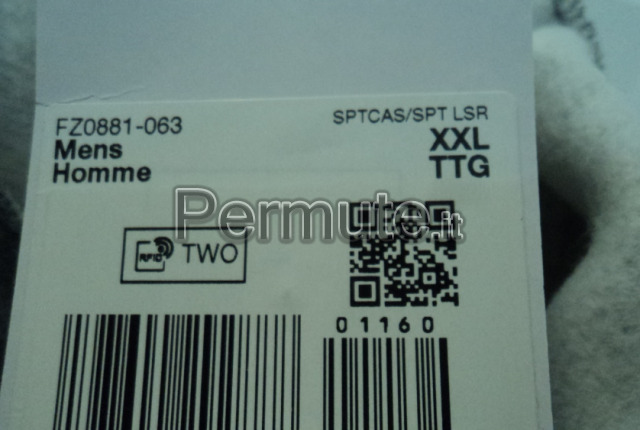 FZ0881-063
SPTCAS/SPT LSR
Mens
XXL
Homme
TTG
Permute.it
RFID TWO
01160